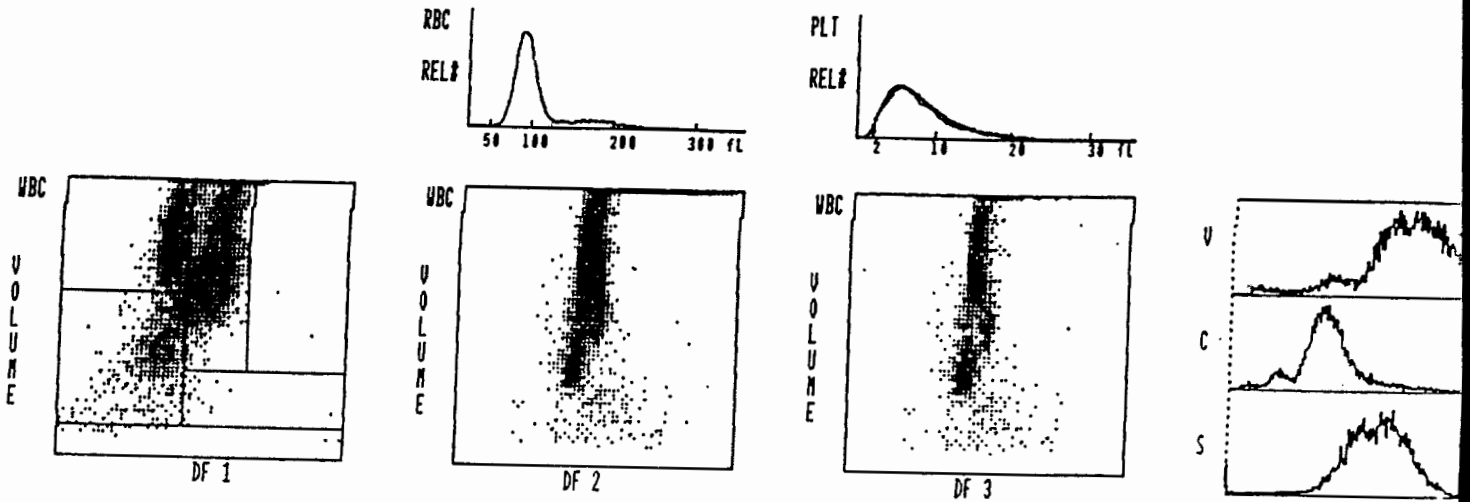 RBC
REL#
50 100 200 300 fL
PLT
REL#
2 10 20 30 fL
WBC
VOLUME
DF 1
WBC
VOLUME
DF 2
WBC
VOLUME
DF 3
V
C
S